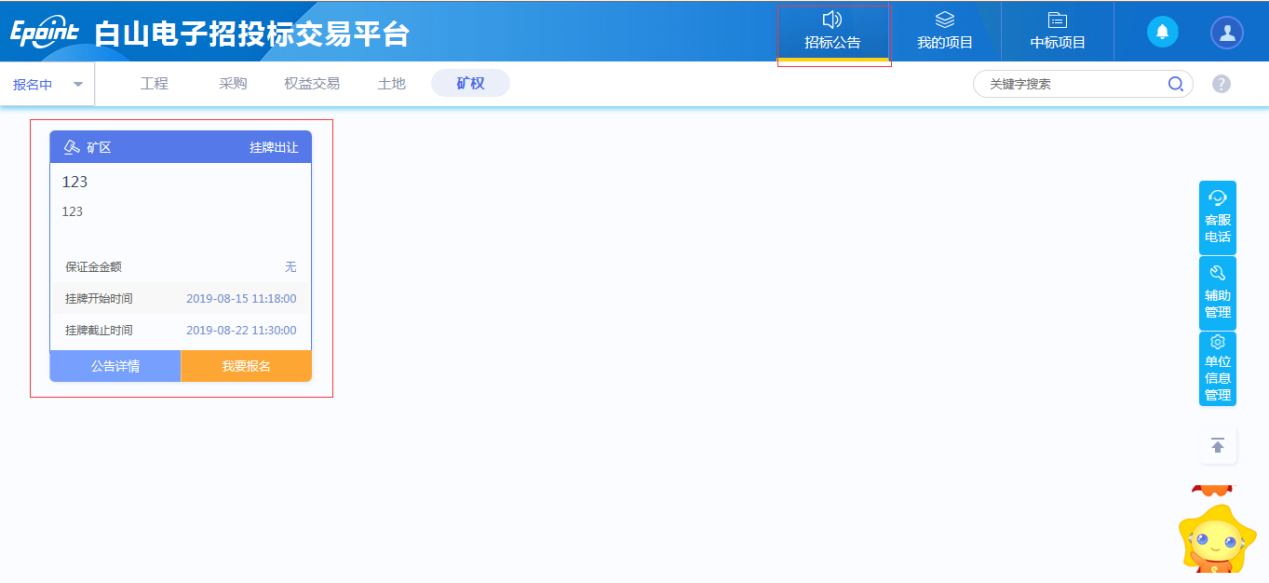 Epoint 白山电子招投标交易平台
招标公告
我的项目
中标项目
报名中
工程
采购
权益交易
土地
矿权
关键字搜索
?
矿区
挂牌出让
123
123
保证金金额
无
挂牌开始时间
2019-08-15 11:18:00
挂牌截止时间
2019-08-22 11:30:00
公告详情
我要报名
客服
电话
辅助
管理
单位
信息
管理